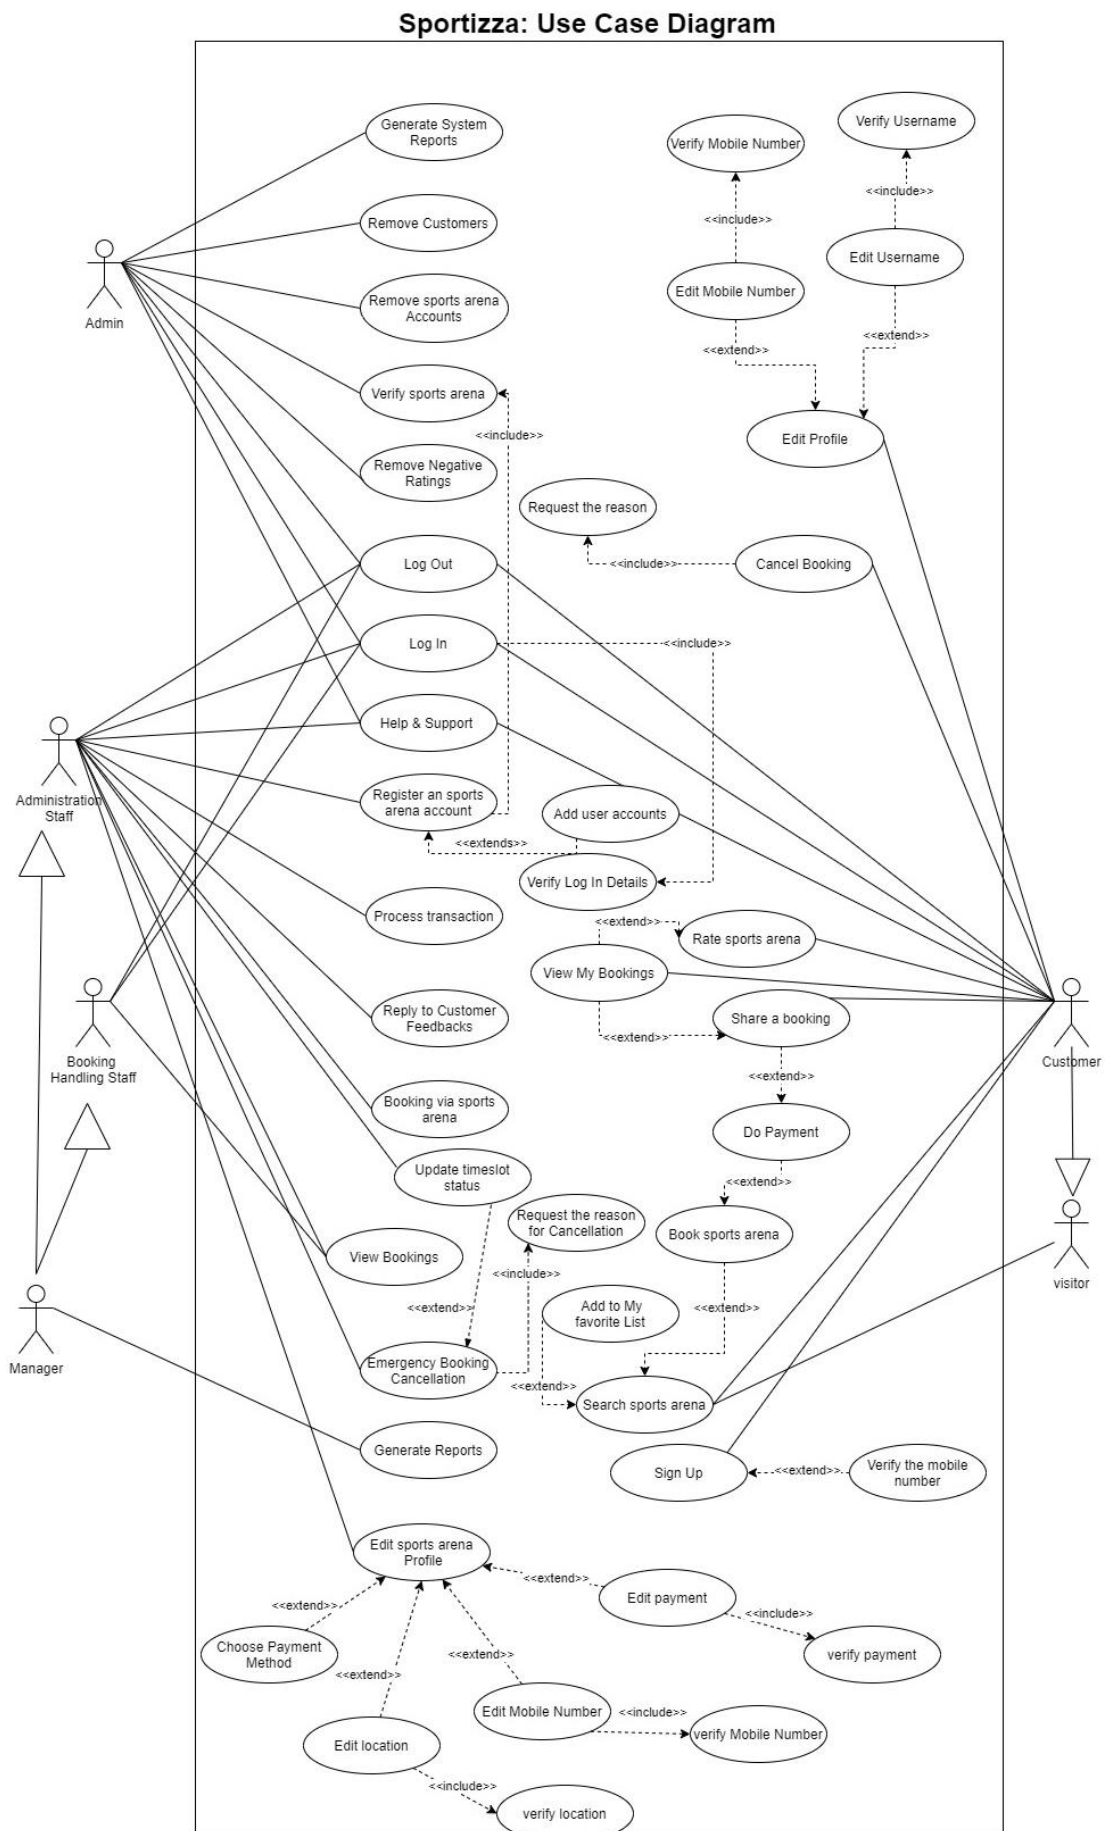 Sportizza: Use Case Diagram
Generate System
Reports
Verify Mobile Number
Verify Username
<<include>>
<<include>>
Remove Customers
Edit Mobile Number
Edit Username
Admin
Remove sports arena
Accounts
<<extend>>
<<extend>>
Verify sports arena
<<include>>
Edit Profile
Remove Negative
Ratings
Request the reason
Log Out
<<include>>
Cancel Booking
Log In
<<include>>
Help & Support
Administration
Staff
Register an sports
arena account
Add user accounts
<<extends>>
Verify Log In Details
Process transaction
<<extend>>
Rate sports arena
View My Bookings
Reply to Customer
Feedbacks
Share a booking
<<extend>>
Booking
Handling Staff
Customer
<<extend>>
Booking via sports
arena
Do Payment
Update timeslot
status
<<extend>>
Request the reason
for Cancellation
Book sports arena
View Bookings
<<include>>
visitor
<<extend>>
Add to My
favorite List
<<extend>>
Manager
Emergency Booking
Cancellation
<<extend>>
Search sports arena
Generate Reports
Sign Up
<<extend>>
Verify the mobile
number
Edit sports arena
Profile
<<extend>>
Edit payment
<<extend>>
<<include>>
Choose Payment
Method
verify payment
<<extend>>
<<extend>>
Edit Mobile Number
<<include>>
verify Mobile Number
Edit location
<<include>>
verify location